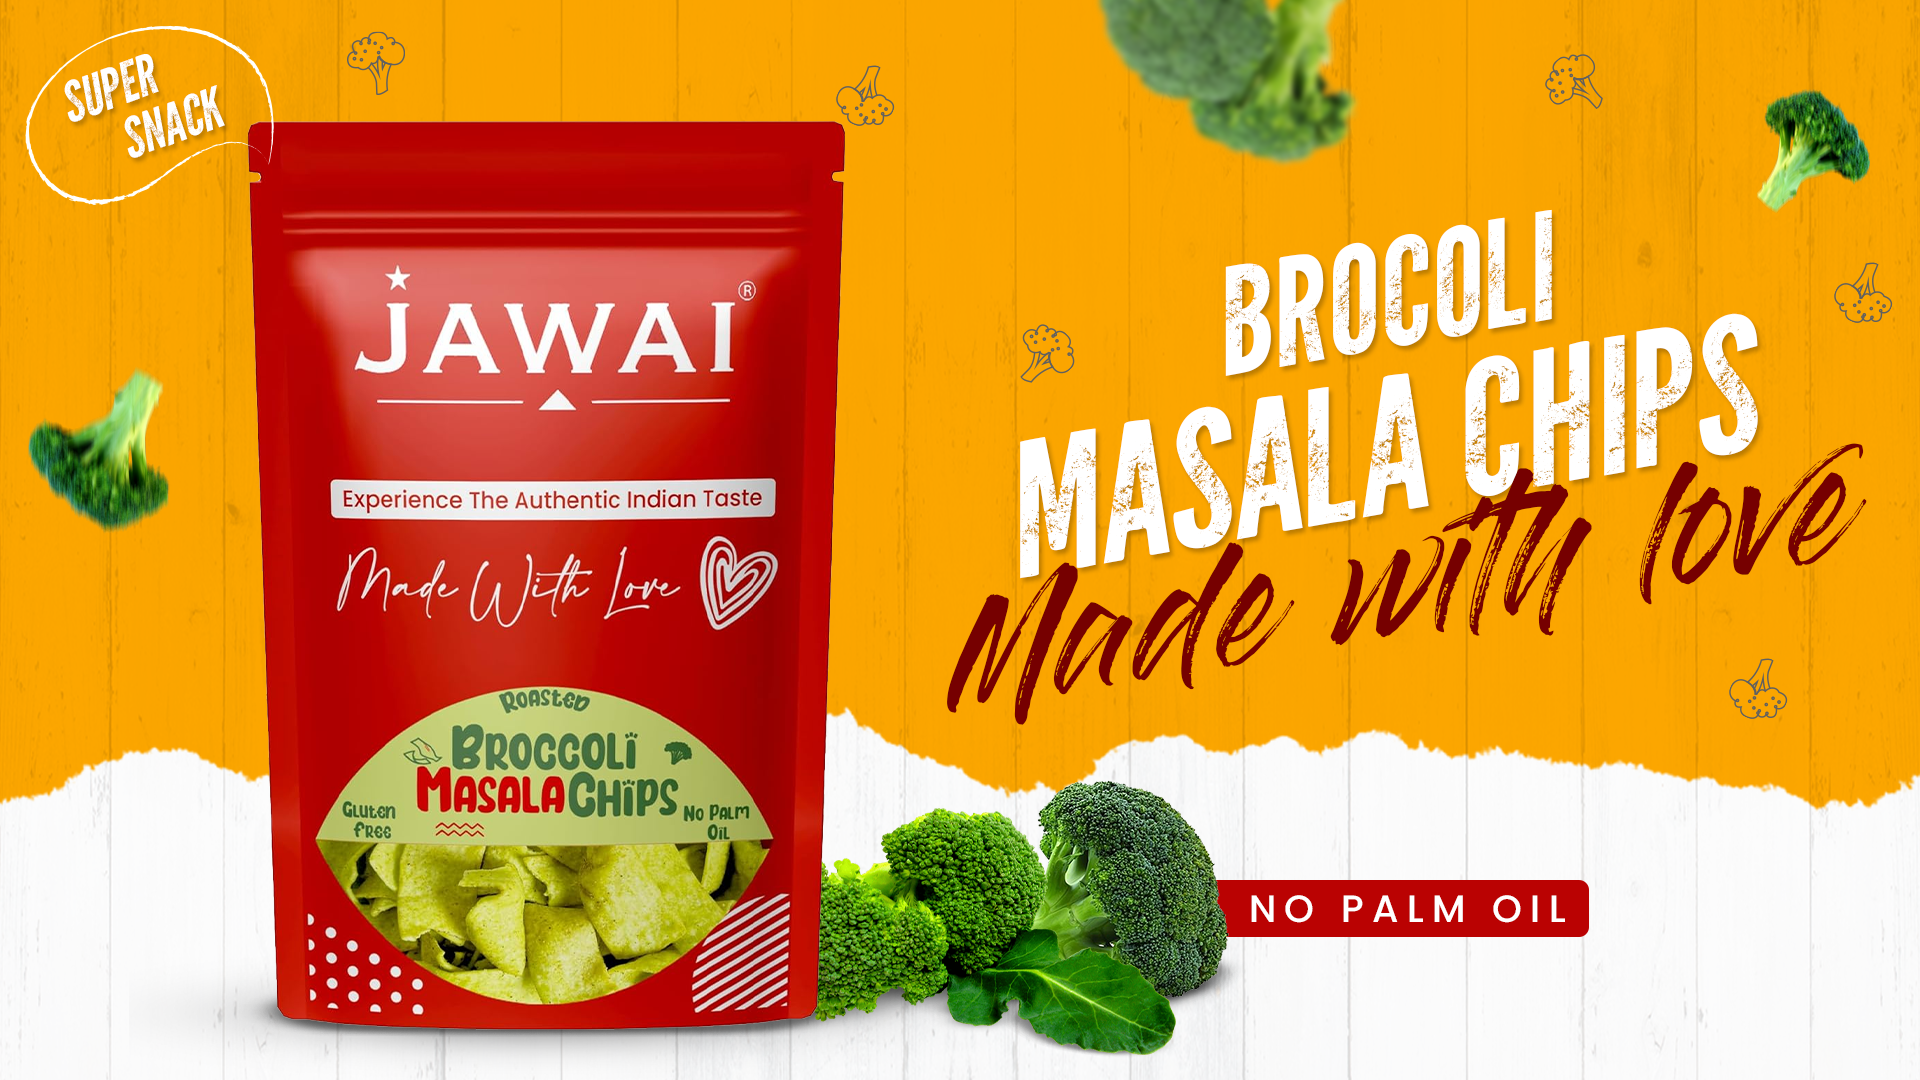 SUPER
SNACK
JAWAI®
Experience The Authentic Indian Taste
Made With Love
ROASTED
BROCCOLI
MASALA CHIPS
GLUTEN
FREE
NO PALM
OIL
BROCOLI
MASALA CHIPS
Made with love
NO PALM OIL